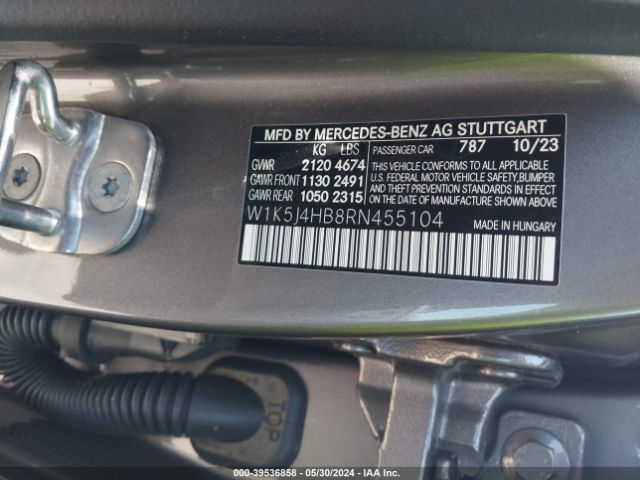 MFD BY MERCEDES-BENZ AG STUTTGART
KG LBS PASSENGER CAR 787 10/23
GVWR 2120 4674
GAWR FRONT 1130 2491
GAWR REAR 1050 2315
THIS VEHICLE CONFORMS TO ALL APPLICABLE
U.S. FEDERAL MOTOR VEHICLE SAFETY,BUMPER
AND THEFT PREVENTION STANDARDS IN EFFECT
ON THE DATE OF MANUFACTURE SHOWN ABOVE
W1K5J4HB8RN455104
MADE IN HUNGARY
TOP
000-39536858 - 05/30/2024 - IAA Inc.